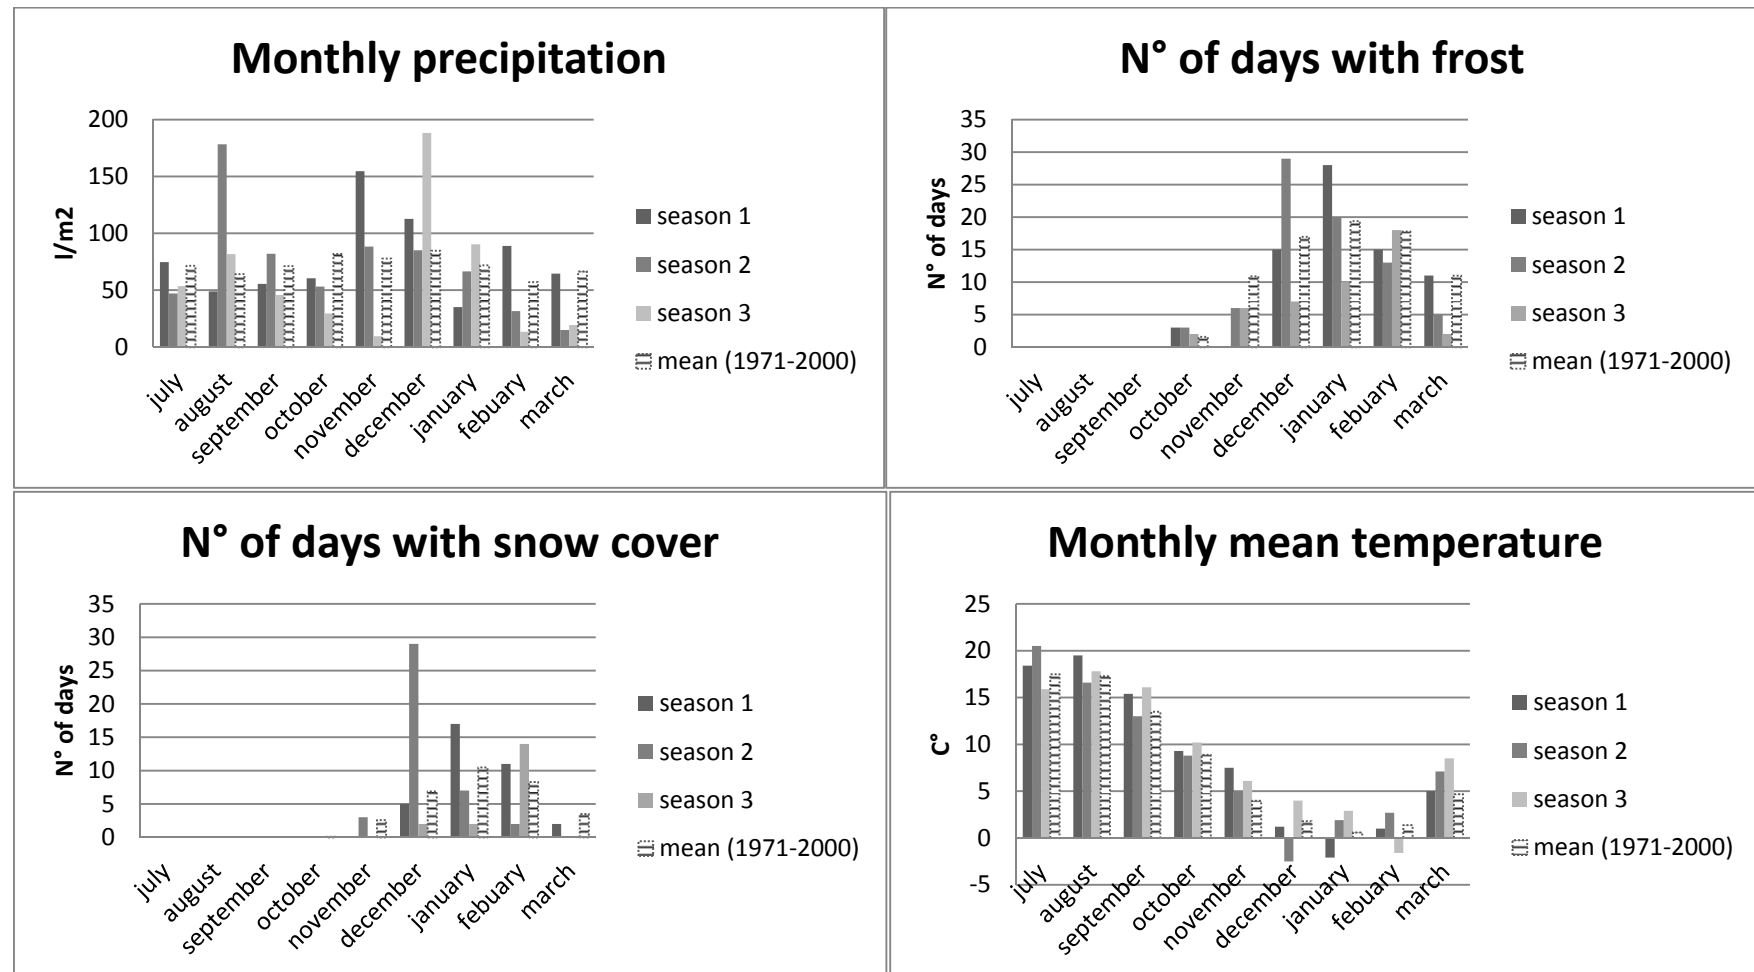 Monthly precipitation
200
150
100
50
0
l/m2
july
august
september
october
november
december
january
febuary
march
season 1
season 2
season 3
mean (1971-2000)
N° of days with frost
35
30
25
20
15
10
5
0
N° of days
july
august
september
october
november
december
january
febuary
march
season 1
season 2
season 3
mean (1971-2000)
N° of days with snow cover
35
30
25
20
15
10
5
0
N° of days
july
august
september
october
november
december
january
febuary
march
season 1
season 2
season 3
mean (1971-2000)
Monthly mean temperature
25
20
15
10
5
0
-5
C°
july
august
september
october
november
december
january
febuary
march
season 1
season 2
season 3
mean (1971-2000)